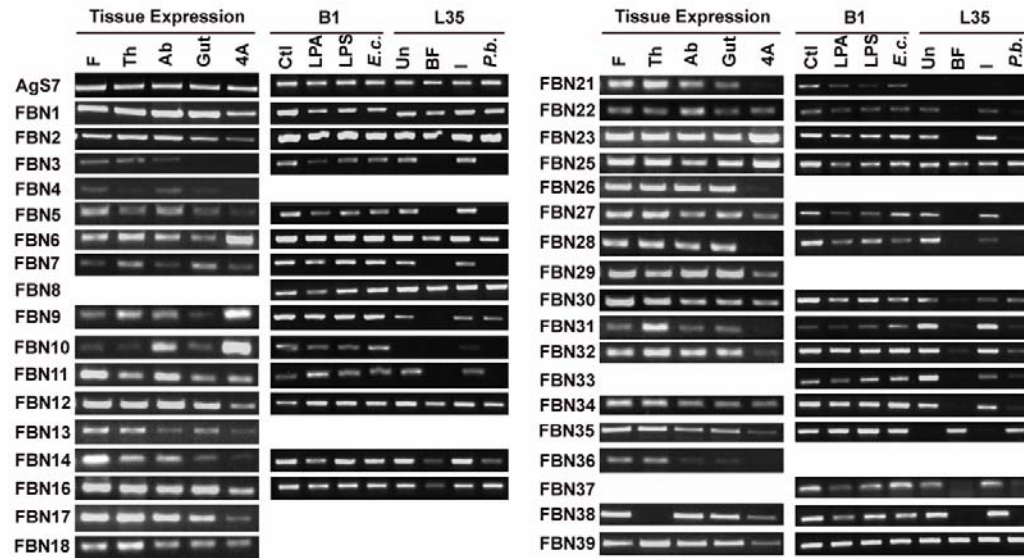 Tissue Expression B1 L35
F Th Ab Gut 4A Ctl LPA LPS E.c. Un BF I P.b.
AgS7
FBN1
FBN2
FBN3
FBN4
FBN5
FBN6
FBN7
FBN8
FBN9
FBN10
FBN11
FBN12
FBN13
FBN14
FBN16
FBN17
FBN18
Tissue Expression B1 L35
F Th Ab Gut 4A Ctl LPA LPS E.c. Un BF I P.b.
FBN21
FBN22
FBN23
FBN25
FBN26
FBN27
FBN28
FBN29
FBN30
FBN31
FBN32
FBN33
FBN34
FBN35
FBN36
FBN37
FBN38
FBN39